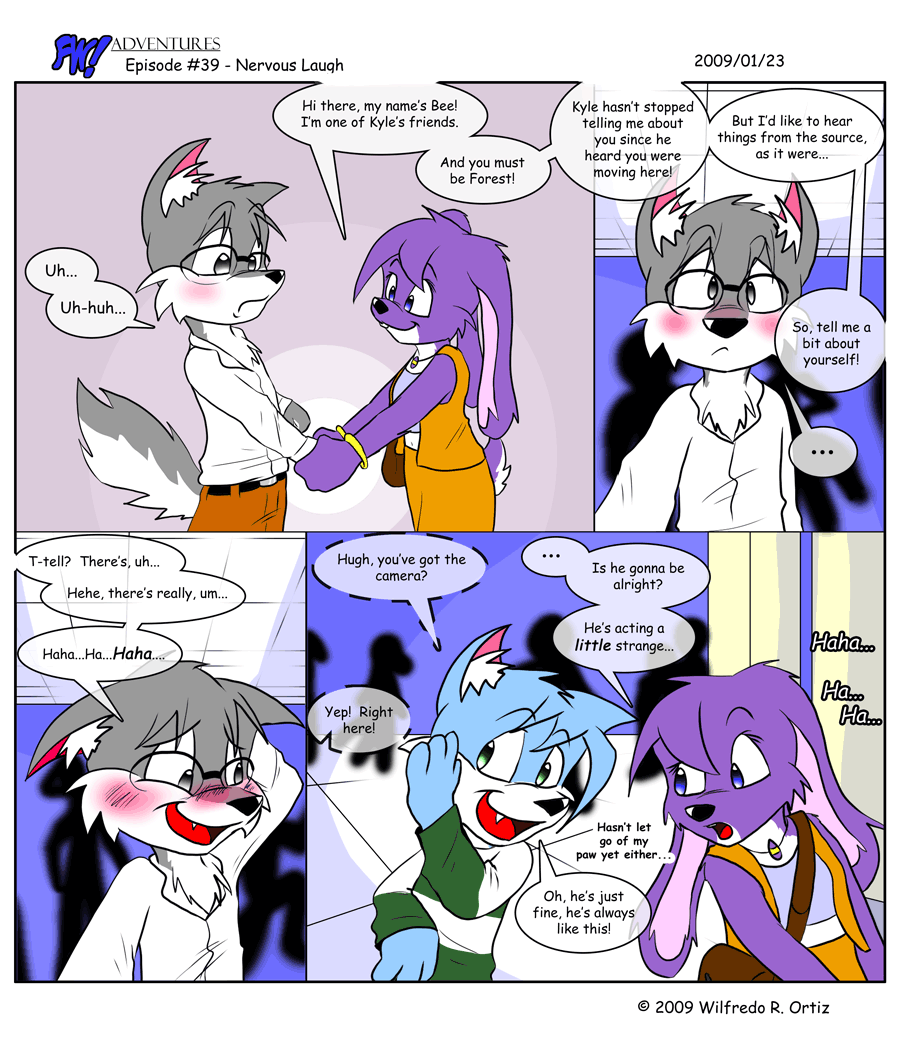 FW!
ADVENTURES
Episode #39 - Nervous Laugh
2009/01/23
Hi there, my name's Bee!
I'm one of Kyle's friends.
And you must
be Forest!
Kyle hasn't stopped
telling me about
you since he
heard you were
moving here!
But I'd like to hear
things from the source,
as it were...
Uh...
Uh-huh...
So, tell me a
bit about
yourself!
...
T-tell? There's, uh...
Hehe, there's really, um...
Haha...Ha...Haha....
Hugh, you've got the
camera?
Yep! Right
here!
...
Is he gonna be
alright?
He's acting a
little strange...
Haha...
Ha...
Ha...
Hasn't let
go of my
paw yet either...
Oh, he's just
fine, he's always
like this!
© 2009 Wilfredo R. Ortiz